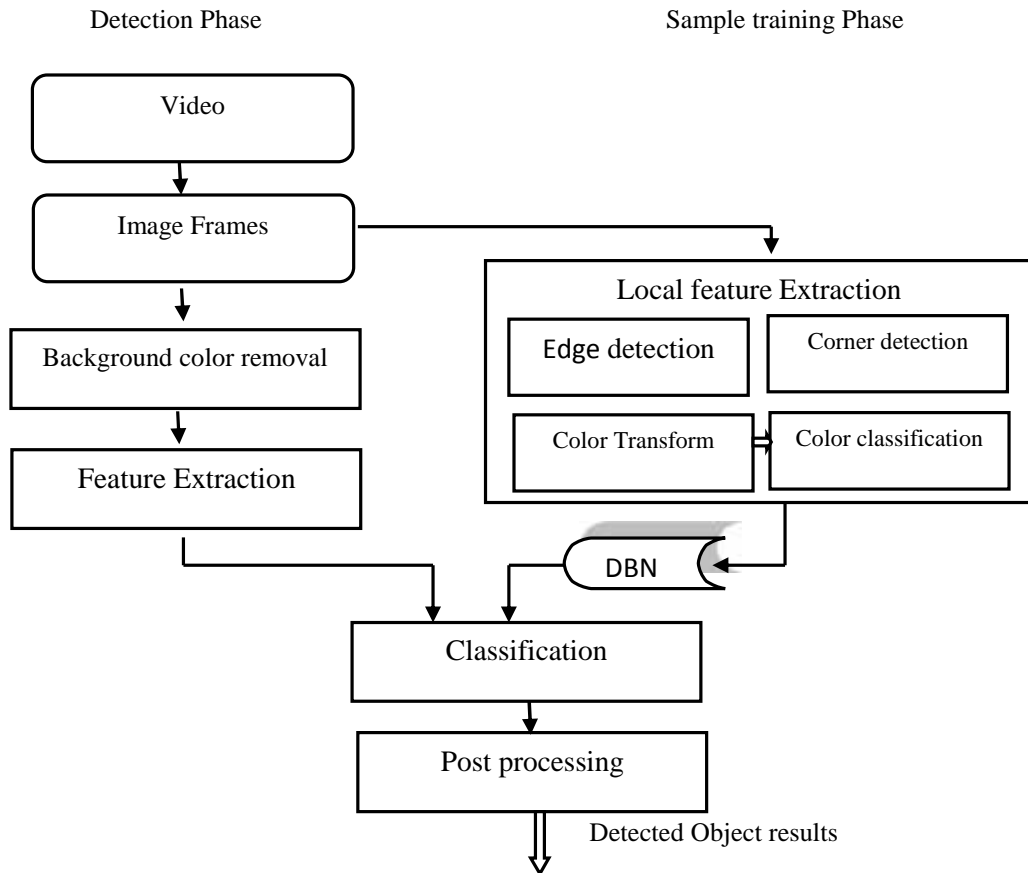 Detection Phase
Sample training Phase
Video
Image Frames
Background color removal
Feature Extraction
Local feature Extraction
Edge detection
Corner detection
Color Transform
Color classification
DBN
Classification
Post processing
Detected Object results